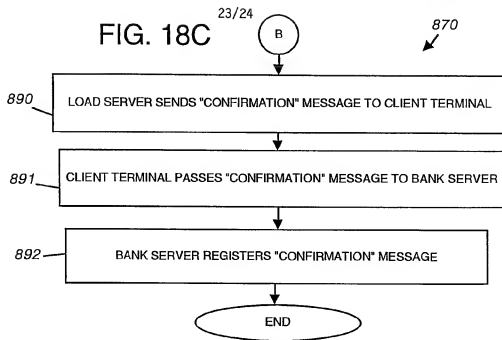 23/24
FIG. 18C
B
870
890
LOAD SERVER SENDS "CONFIRMATION" MESSAGE TO CLIENT TERMINAL
891
CLIENT TERMINAL PASSES "CONFIRMATION" MESSAGE TO BANK SERVER
892
BANK SERVER REGISTERS "CONFIRMATION" MESSAGE
END